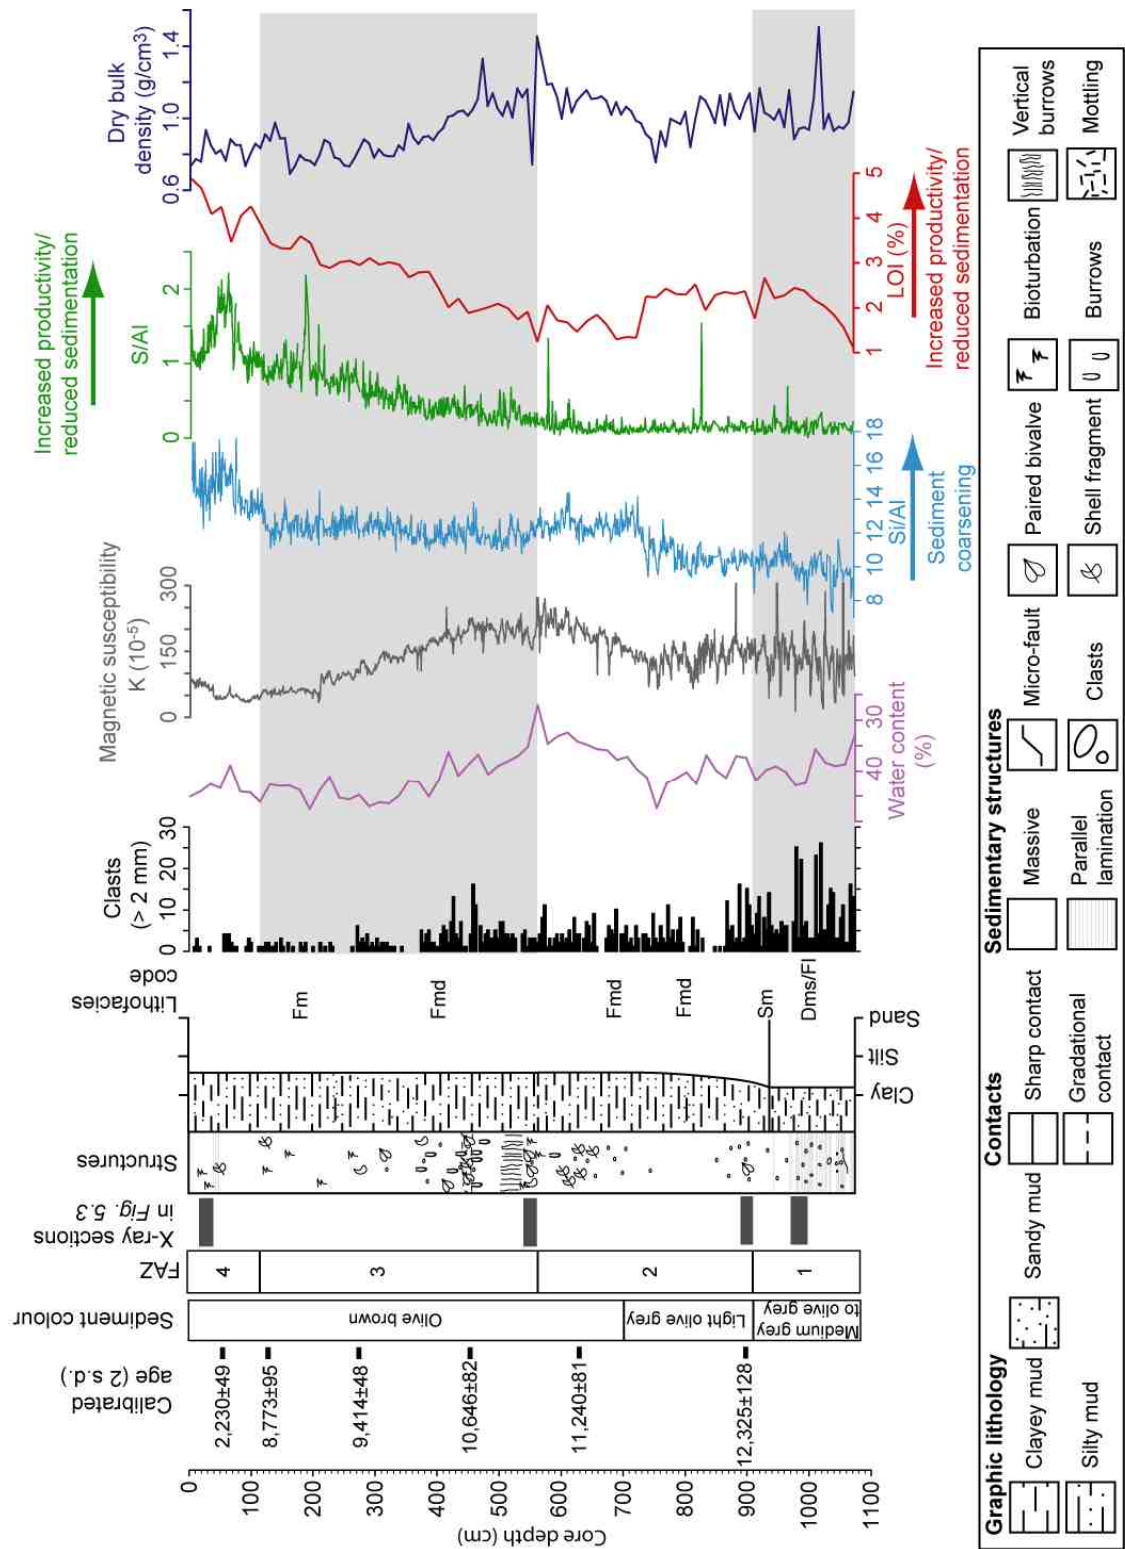 Core depth (cm)
0
100
200
300
400
500
600
700
800
900
1000
1100
Calibrated
age (2 s.d.)
2,230±49
8,773±95
9,414±48
10,646±82
11,240±81
12,325±128
Sediment colour
Olive brown
Light olive grey
Medium grey
to olive grey
FAZ
4
3
2
1
X-ray sections
in Fig. 5.3
Structures
Clay
Silt
Sand
Lithofacies
code
Fm
Fmd
Fmd
Fmd
Sm
Dms/Fl
Clasts
(> 2 mm)
0
10
20
30
Water content
(%)
40
30
Magnetic susceptibility
K (10-5)
0
150
300
Si/Al
8
10
12
14
16
18
Sediment
coarsening
S/Al
0
1
2
Increased productivity/
reduced sedimentation
LOI (%)
1
2
3
4
5
Increased productivity/
reduced sedimentation
Dry bulk
density (g/cm3)
0.6
1.0
1.4
Graphic lithology
Clayey mud
Sandy mud
Silty mud
Contacts
Sharp contact
Gradational
contact
Sedimentary structures
Massive
Micro-fault
Paired bivalve
Bioturbation
Vertical
burrows
Parallel
lamination
Clasts
Shell fragment
Burrows
Mottling